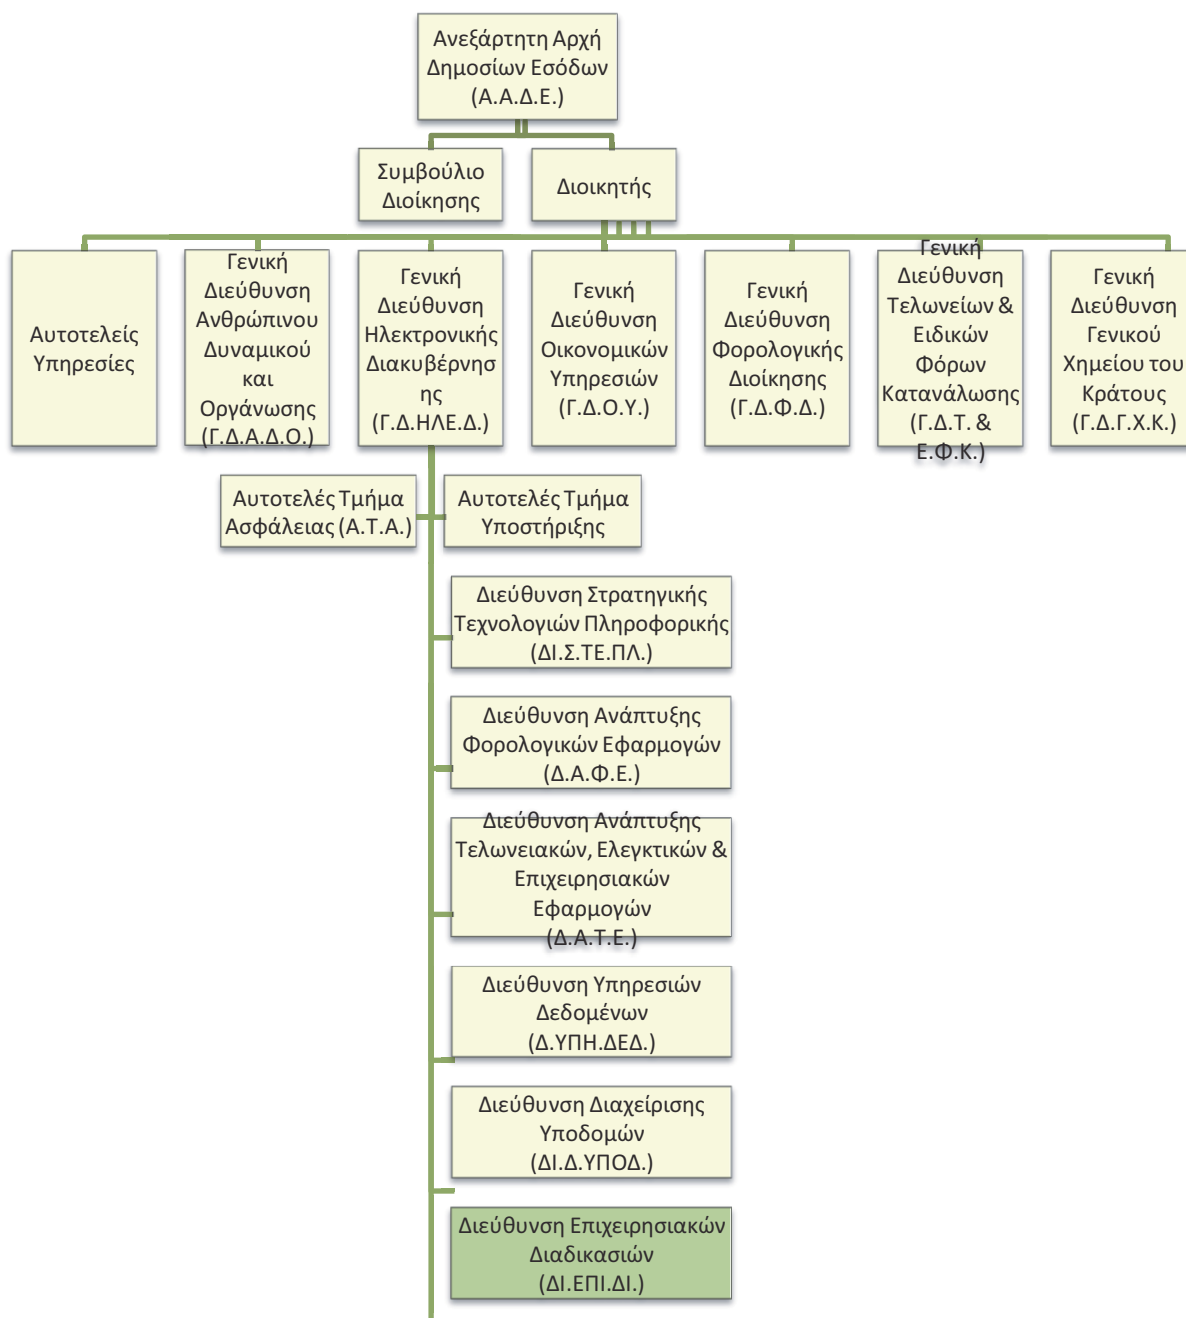 Ανεξάρτητη Αρχή
Δημοσίων Εσόδων
(Α.Α.Δ.Ε.)
Συμβούλιο
Διοίκησης
Διοικητής
Αυτοτελείς
Υπηρεσίες
Γενική
Διεύθυνση
Ανθρώπινου
Δυναμικού
και
Οργάνωσης
(Γ.Δ.Α.Δ.Ο.)
Γενική
Διεύθυνση
Ηλεκτρονικής
Διακυβέρνησ
ης
(Γ.Δ.ΗΛΕ.Δ.)
Γενική
Διεύθυνση
Οικονομικών
Υπηρεσιών
(Γ.Δ.Ο.Υ.)
Γενική
Διεύθυνση
Φορολογικής
Διοίκησης
(Γ.Δ.Φ.Δ.)
Γενική
Διεύθυνση
Τελωνείων &
Ειδικών
Φόρων
Κατανάλωσης
(Γ.Δ.Τ. &
Ε.Φ.Κ.)
Γενική
Διεύθυνση
Γενικού
Χημείου του
Κράτους
(Γ.Δ.Γ.Χ.Κ.)
Αυτοτελές Τμήμα
Ασφάλειας (Α.Τ.Α.)
Αυτοτελές Τμήμα
Υποστήριξης
Διεύθυνση Στρατηγικής
Τεχνολογιών Πληροφορικής
(ΔΙ.Σ.ΤΕ.ΠΛ.)
Διεύθυνση Ανάπτυξης
Φορολογικών Εφαρμογών
(Δ.Α.Φ.Ε.)
Διεύθυνση Ανάπτυξης
Τελωνειακών, Ελεγκτικών &
Επιχειρησιακών
Εφαρμογών
(Δ.Α.Τ.Ε.)
Διεύθυνση Υπηρεσιών
Δεδομένων
(Δ.ΥΠΗ.ΔΕΔ.)
Διεύθυνση Διαχείρισης
Υποδομών
(ΔΙ.Δ.ΥΠΟΔ.)
Διεύθυνση Επιχειρησιακών
Διαδικασιών
(ΔΙ.ΕΠΙ.ΔΙ.)